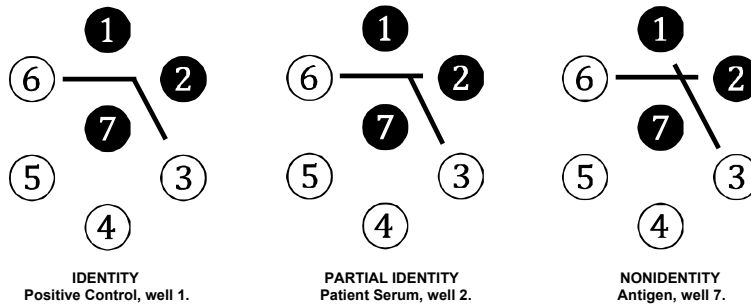 1 1 1
6 2 6 2 6 2
7 7 7
5 3 5 3 5 3
4 4 4
IDENTITY PARTIAL IDENTITY NONIDENTITY
Positive Control, well 1. Patient Serum, well 2. Antigen, well 7.